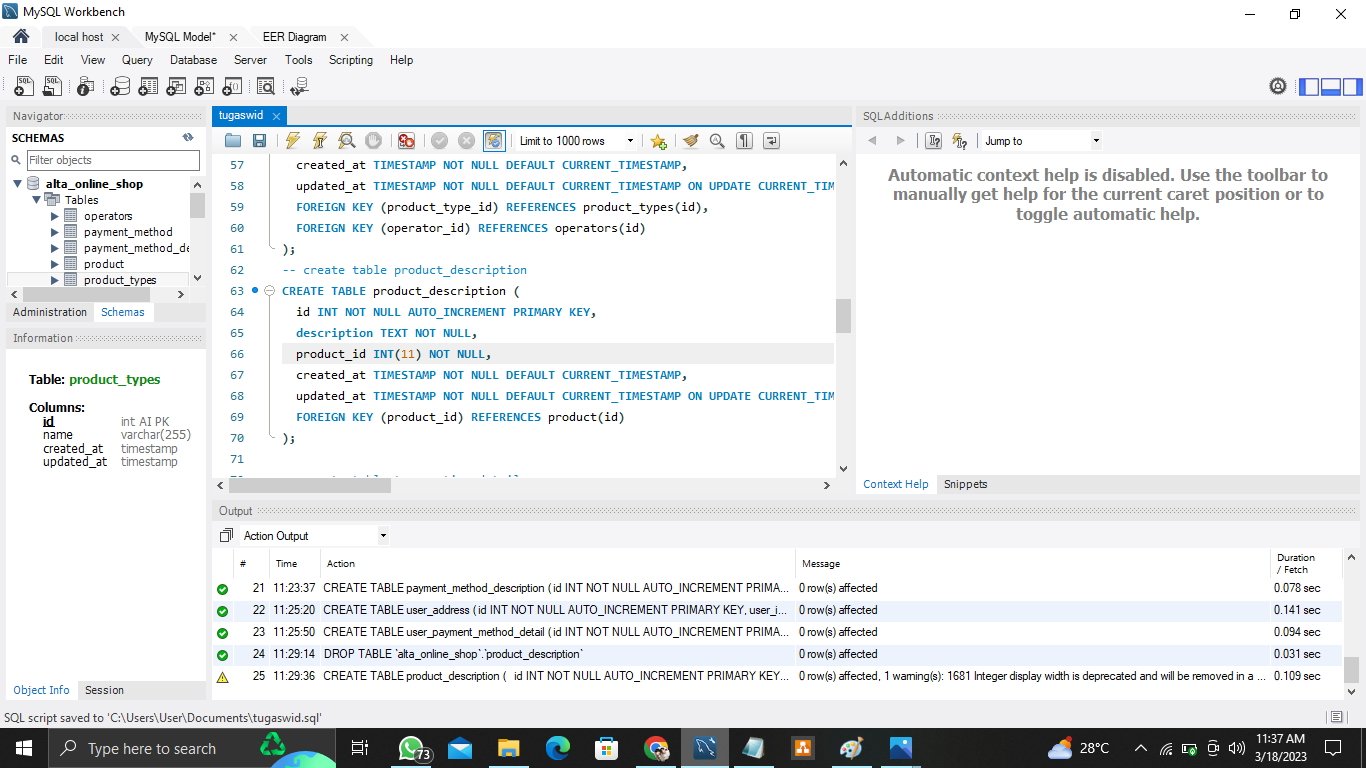 MySQL Workbench
local host
MySQL Model*
EER Diagram
File Edit View Query Database Server Tools Scripting Help
Navigator
SCHEMAS
Filter objects
alta_online_shop
Tables
operators
payment_method
payment_method_de
product
product_types
Administration Schemas
Information
Table: product_types
Columns:
id int AI PK
name varchar(255)
created_at timestamp
updated_at timestamp
Object Info Session
tugaswid
Limit to 1000 rows
57 created_at TIMESTAMP NOT NULL DEFAULT CURRENT_TIMESTAMP,
58 updated_at TIMESTAMP NOT NULL DEFAULT CURRENT_TIMESTAMP ON UPDATE CURRENT_TIM
59 FOREIGN KEY (product_type_id) REFERENCES product_types(id),
60 FOREIGN KEY (operator_id) REFERENCES operators(id)
61 );
62 -- create table product_description
63 CREATE TABLE product_description (
64 id INT NOT NULL AUTO_INCREMENT PRIMARY KEY,
65 description TEXT NOT NULL,
66 product_id INT(11) NOT NULL,
67 created_at TIMESTAMP NOT NULL DEFAULT CURRENT_TIMESTAMP,
68 updated_at TIMESTAMP NOT NULL DEFAULT CURRENT_TIMESTAMP ON UPDATE CURRENT_TIM
69 FOREIGN KEY (product_id) REFERENCES product(id)
70 );
71
SQLAdditions
Jump to
Automatic context help is disabled. Use the toolbar to
manually get help for the current caret position or to
toggle automatic help.
Context Help Snippets
Output
Action Output
# Time Action Message Duration / Fetch
21 11:23:37 CREATE TABLE payment_method_description ( id INT NOT NULL AUTO_INCREMENT PRIMA... 0 row(s) affected 0.078 sec
22 11:25:20 CREATE TABLE user_address ( id INT NOT NULL AUTO_INCREMENT PRIMARY KEY, user_i... 0 row(s) affected 0.141 sec
23 11:25:50 CREATE TABLE user_payment_method_detail ( id INT NOT NULL AUTO_INCREMENT PRIMA... 0 row(s) affected 0.094 sec
24 11:29:14 DROP TABLE `alta_online_shop`.`product_description` 0 row(s) affected 0.031 sec
25 11:29:36 CREATE TABLE product_description ( id INT NOT NULL AUTO_INCREMENT PRIMARY KEY... 0 row(s) affected, 1 warning(s): 1681 Integer display width is deprecated and will be removed in a ... 0.109 sec
SQL script saved to 'C:\Users\User\Documents\tugaswid.sql'
Type here to search
73
28°C
11:37 AM
3/18/2023